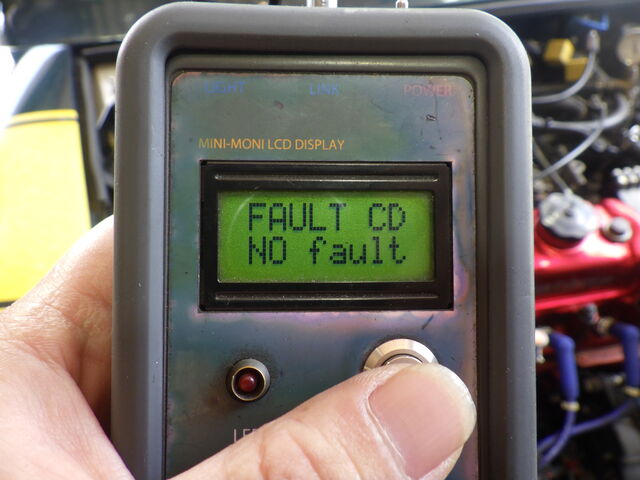 LIGHT LINK POWER
MINI-MONI LCD DISPLAY
FAULT CD
NO fault